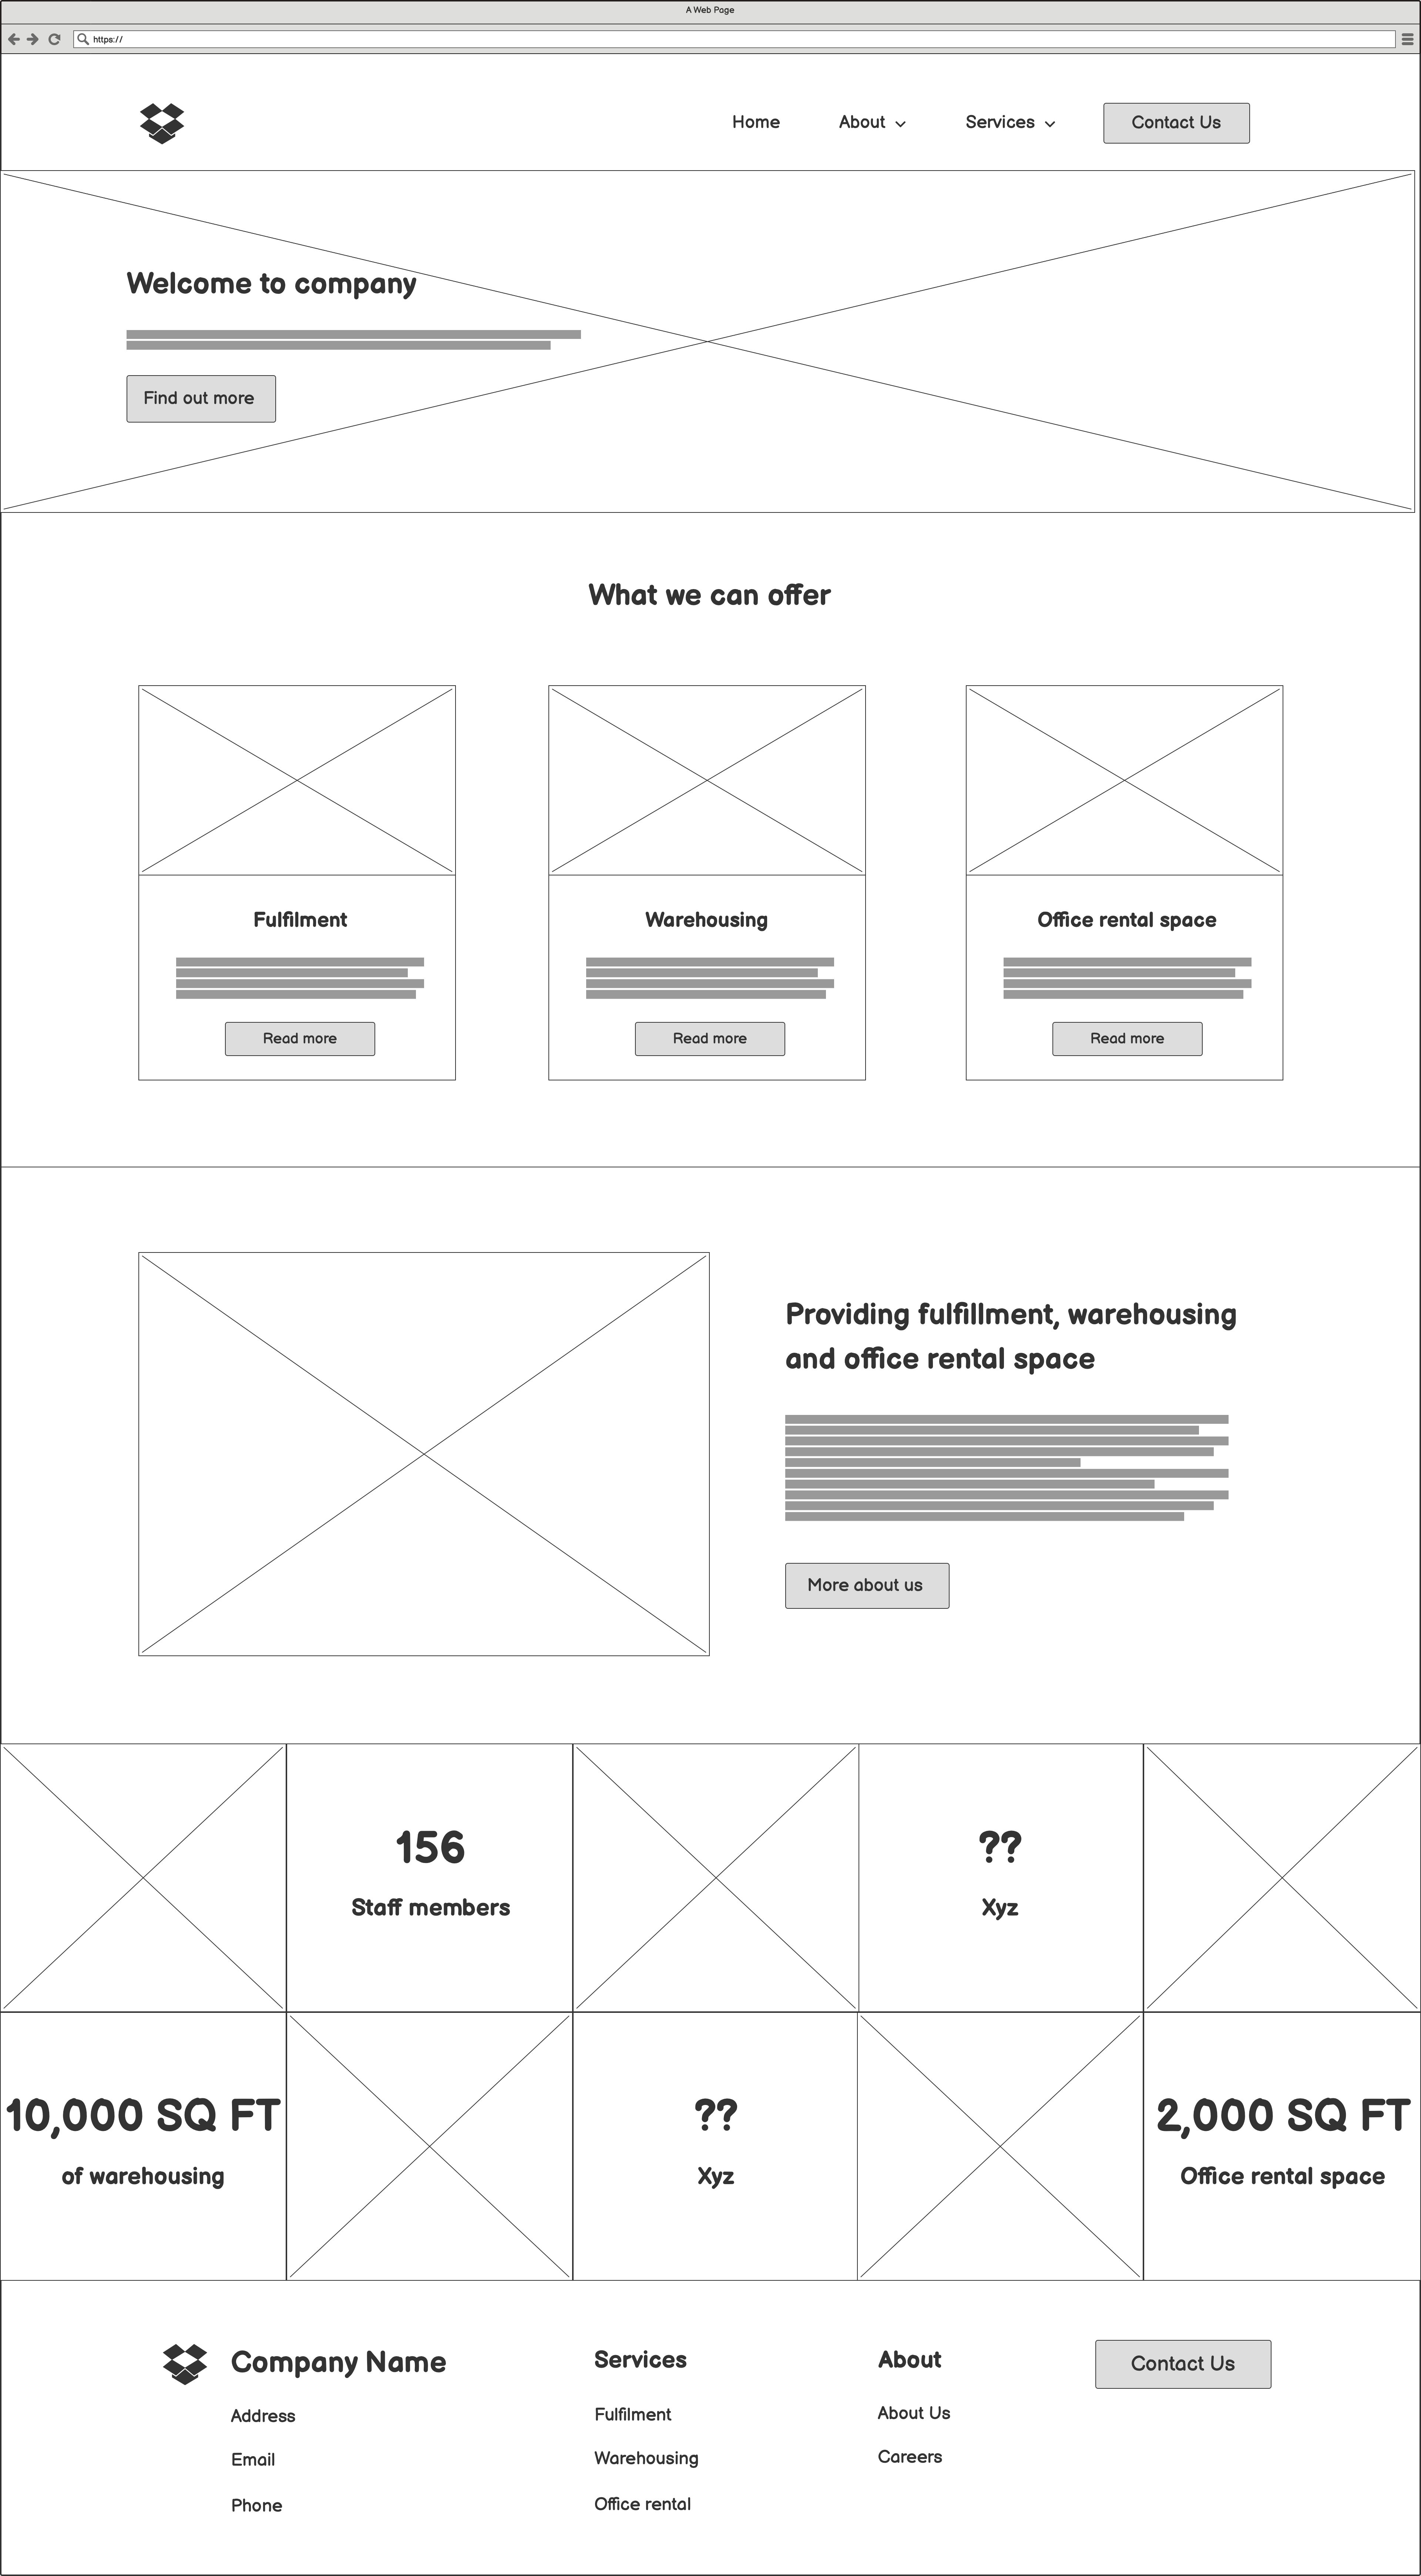 A Web Page
https://
Home
About
Services
Contact Us
Welcome to company
Find out more
What we can offer
Fulfilment
Warehousing
Office rental space
Read more
Read more
Read more
Providing fulfillment, warehousing
and office rental space
More about us
156
Staff members
??
Xyz
10,000 SQ FT
of warehousing
??
Xyz
2,000 SQ FT
Office rental space
Company Name
Address
Email
Phone
Services
Fulfilment
Warehousing
Office rental
About
About Us
Careers
Contact Us